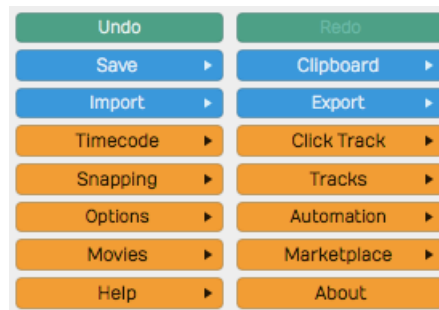 Undo Redo
Save Clipboard
Import Export
Timecode Click Track
Snapping Tracks
Options Automation
Movies Marketplace
Help About